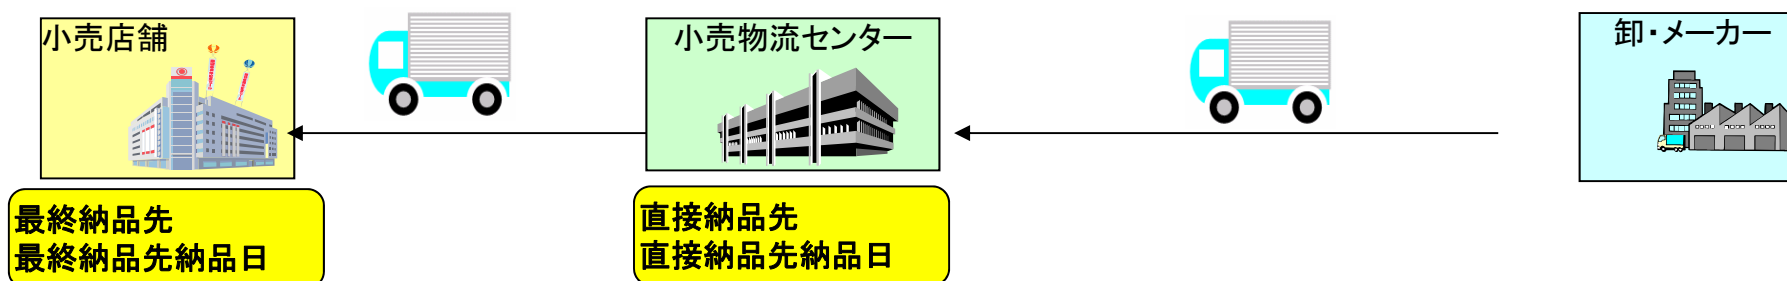 小売店舗
小売物流センター
卸・メーカー
最終納品先
最終納品先納品日
直接納品先
直接納品先納品日